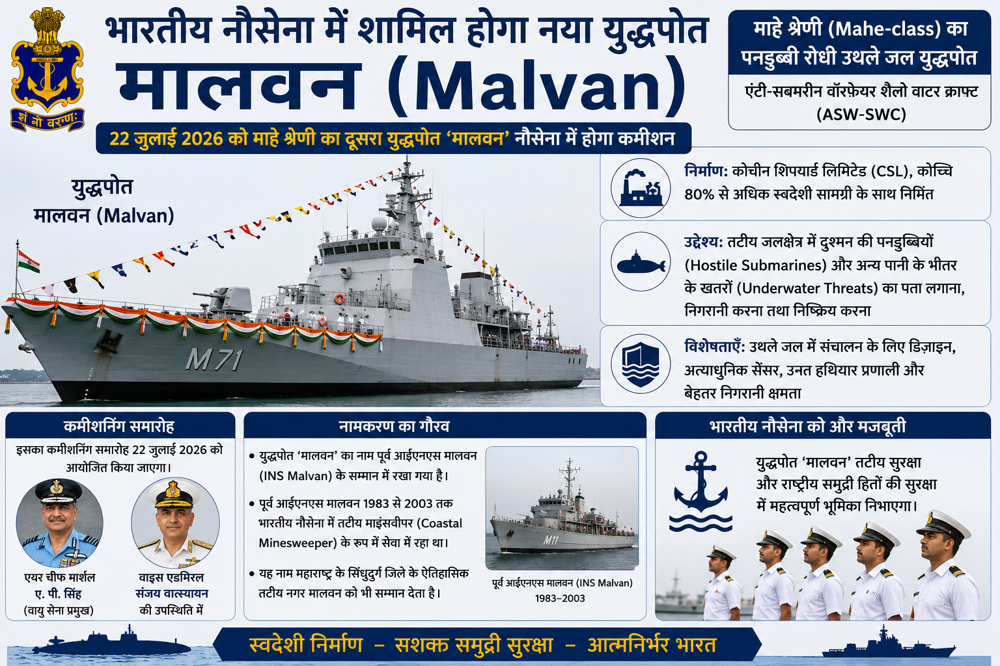 भारतीय नौसेना में शामिल होगा नया युद्धपोत
मालवन (Malvan)
22 जुलाई 2026 को माहे श्रेणी का दूसरा युद्धपोत ‘मालवन’ नौसेना में होगा कमीशन
माहे श्रेणी (Mahe-class) का
पनडुब्बी रोधी उथले जल युद्धपोत
एंटी-सबमरीन वॉरफ़ेयर शैलो वाटर क्राफ्ट
(ASW-SWC)
शं नो वरुणः
युद्धपोत
मालवन (Malvan)
M71
निर्माण: कोचीन शिपयार्ड लिमिटेड (CSL), कोच्चि
80% से अधिक स्वदेशी सामग्री के साथ निर्मित
उद्देश्य: तटीय जलक्षेत्र में दुश्मन की पनडुब्बियों
(Hostile Submarines) और अन्य पानी के भीतर
के खतरों (Underwater Threats) का पता लगाना,
निगरानी करना तथा निष्क्रिय करना
विशेषताएँ: उथले जल में संचालन के लिए डिज़ाइन,
अत्याधुनिक सेंसर, उनत हथियार प्रणाली और
बेहतर निगरानी क्षमता
कमीशनिंग समारोह
इसका कमीशनिंग समारोह 22 जुलाई 2026 को
आयोजित किया जाएगा।
एयर चीफ मार्शल
ए. पी. सिंह
(वायु सेना प्रमुख)
वाइस एडमिरल
संजय वात्स्यायन
की उपस्थिति में
नामकरण का गौरव
• युद्धपोत ‘मालवन’ का नाम पूर्व आईएनएस मालवन
(INS Malvan) के सम्मान में रखा गया है।
• पूर्व आईएनएस मालवन 1983 से 2003 तक
भारतीय नौसेना में तटीय माइंसवीपर (Coastal
Minesweeper) के रूप में सेवा में रहा था।
• यह नाम महाराष्ट्र के सिंधुदुर्ग जिले के ऐतिहासिक
तटीय नगर मालवन को भी सम्मान देता है।
M11
पूर्व आईएनएस मालवन (INS Malvan)
1983–2003
भारतीय नौसेना को और मजबूती
युद्धपोत ‘मालवन’ तटीय सुरक्षा
और राष्ट्रीय समुद्री हितों की सुरक्षा
में महत्वपूर्ण भूमिका निभाएगा।
स्वदेशी निर्माण – सशक्त समुद्री सुरक्षा – आत्मनिर्भर भारत